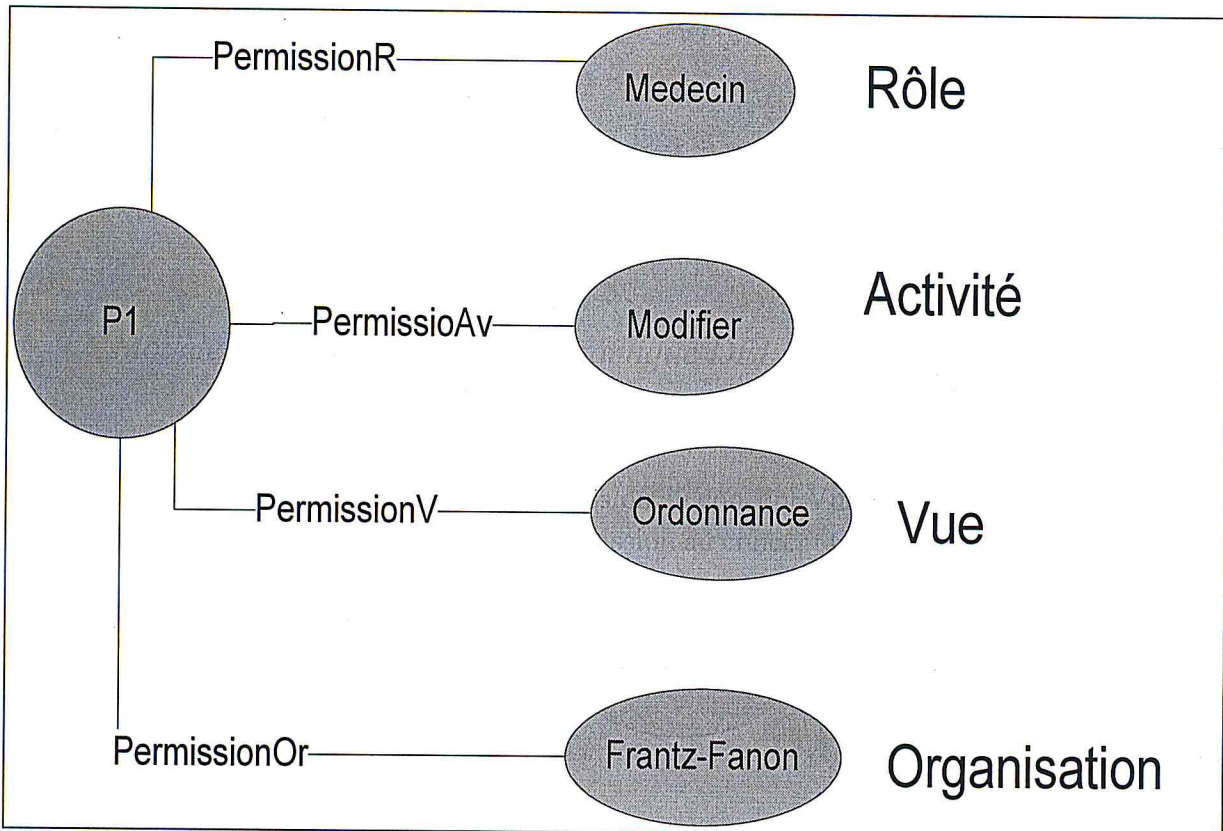 PermissionR
Medecin
Rôle
P1
PermissioAv
Modifier
Activité
PermissionV
Ordonnance
Vue
PermissionOr
Frantz-Fanon
Organisation